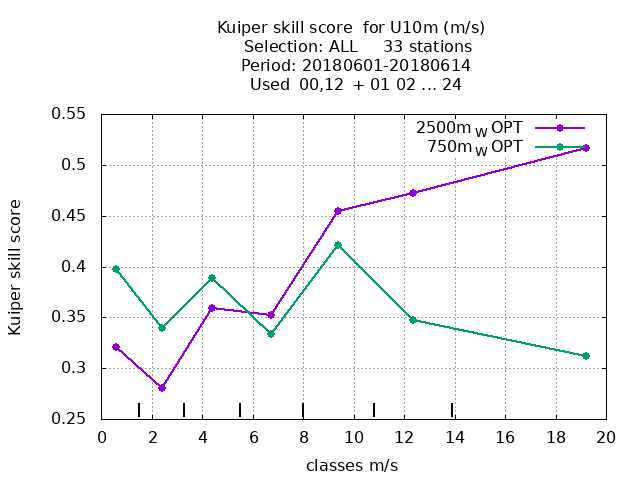 Kuiper skill score  for U10m (m/s)
Selection: ALL     33 stations
Period: 20180601-20180614
Used  00,12  + 01 02 ... 24
2500m W OPT
750m W OPT
Kuiper skill score
0.55
0.5
0.45
0.4
0.35
0.3
0.25
0 2 4 6 8 10 12 14 16 18 20
classes m/s